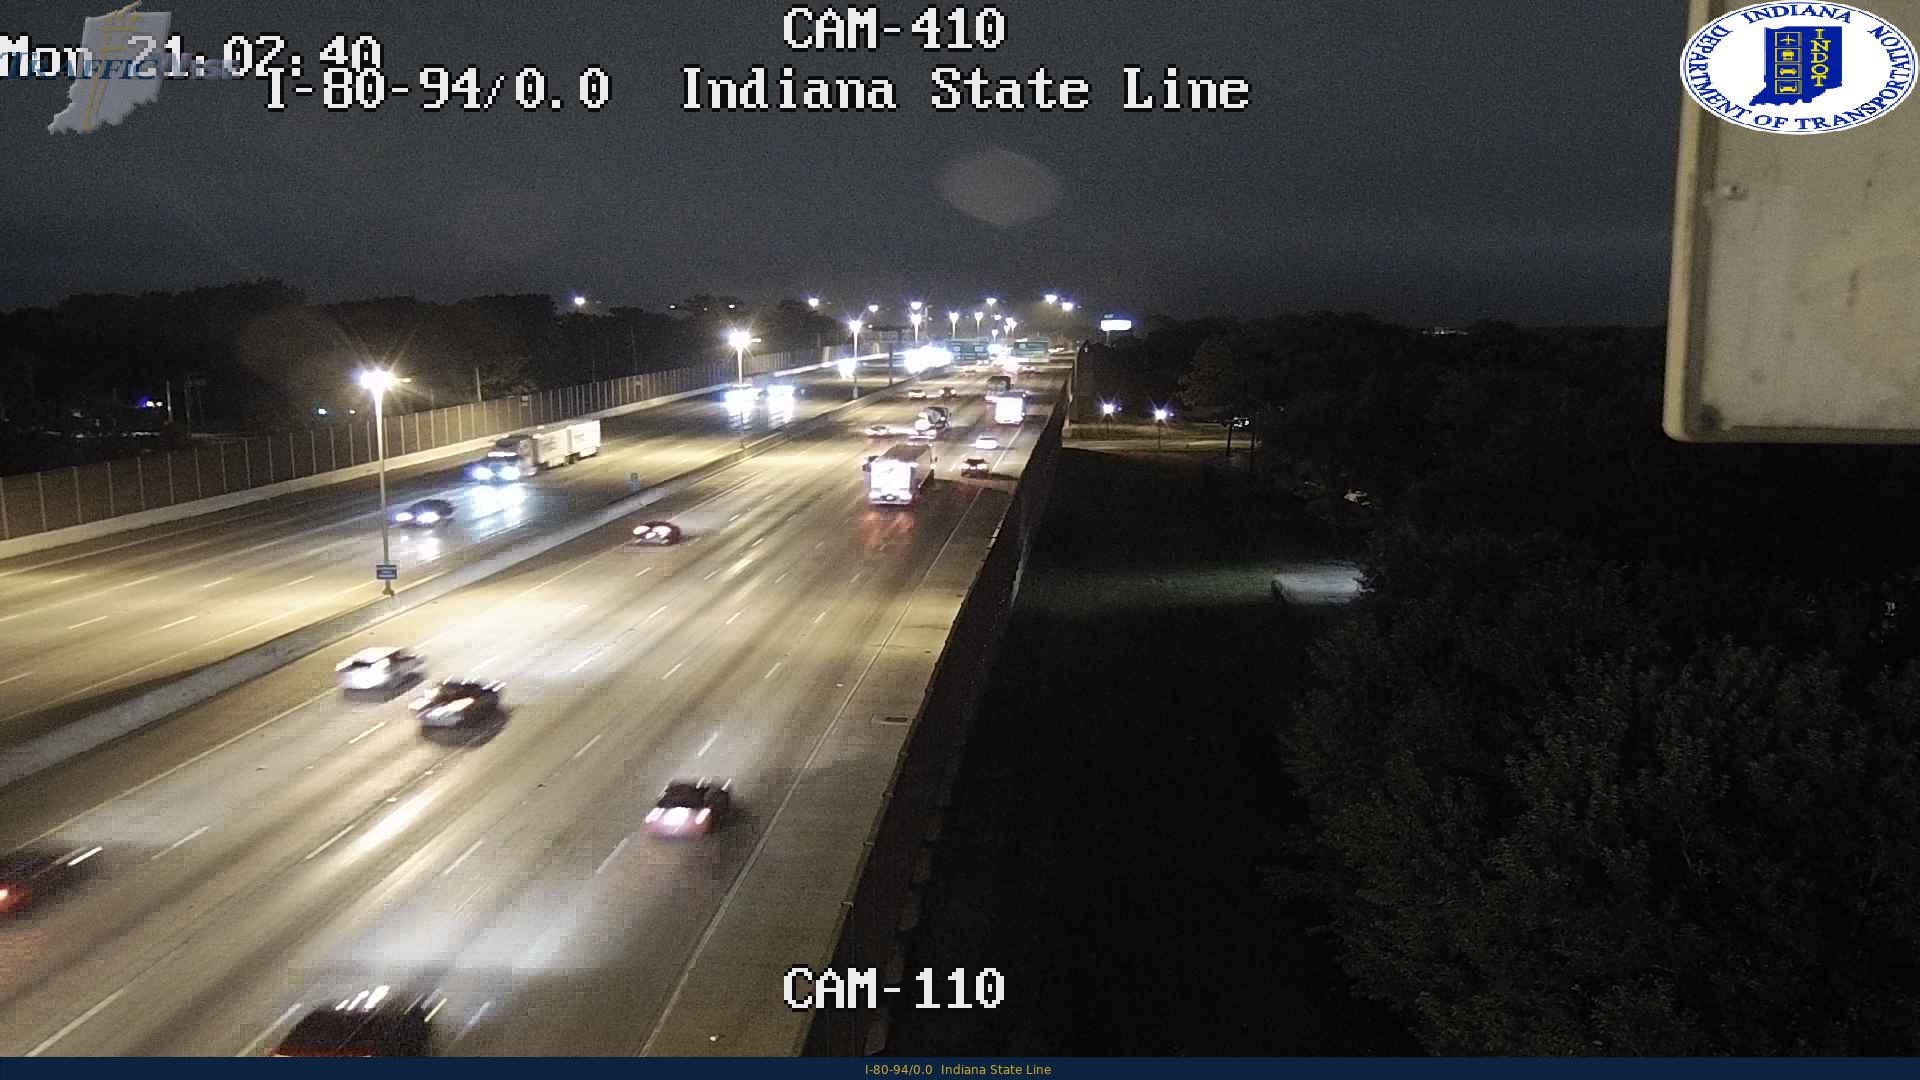 CAM-410
Mon 21:02:40
TRAFFICWISE
I-80-94/0.0 Indiana State Line
INDIANA
DEPARTMENT OF TRANSPORTATION
INDOT
CAM-110
I-80-94/0.0 Indiana State Line